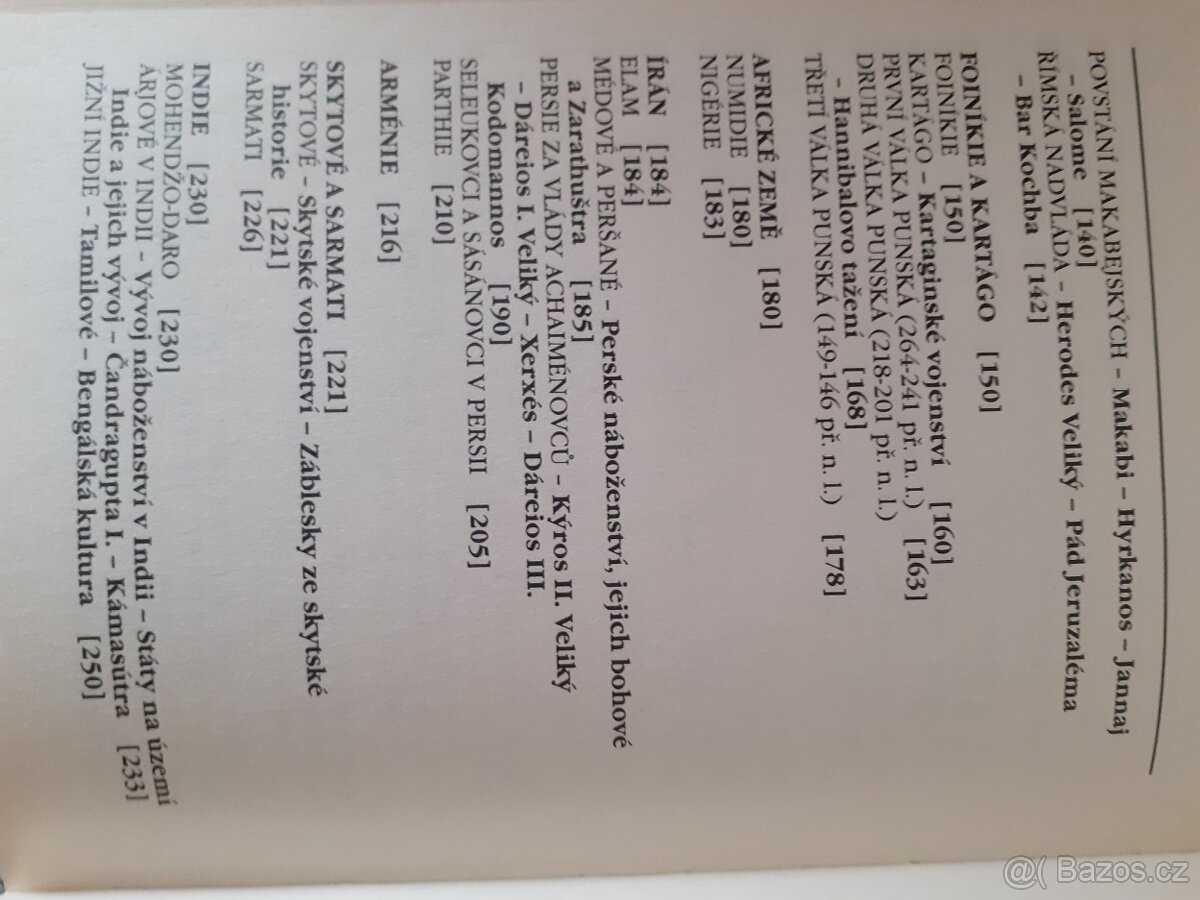 POVSTÁNÍ MAKABEJSKÝCH – Makabi – Hyrkanos – Jannaj
– Salome [140]
ŘÍMSKÁ NADVLÁDA – Herodes Veliký – Pád Jeruzaléma
– Bar Kochba [142]
FOINÍKIE A KARTÁGO [150]
FOINÍKIE [150]
KARTÁGO – Kartaginské vojenství [160]
PRVNÍ VÁLKA PUNSKÁ (264-241 př. n. l.) [163]
DRUHÁ VÁLKA PUNSKÁ (218-201 př. n. l.)
– Hannibalovo tažení [168]
TŘETÍ VÁLKA PUNSKÁ (149-146 př. n. l.) [178]
AFRICKÉ ZEMĚ [180]
NUMIDIE [180]
NIGÉRIE [183]
ÍRÁN [184]
ELAM [184]
MÉDOVÉ A PERŠANÉ – Perské náboženství, jejich bohové
a Zarathuštra [185]
PERSIE ZA VLÁDY ACHAIMÉNOVCŮ – Kýros II. Veliký
– Dáreios I. Veliký – Xerxés – Dáreios III.
Kodomannos [190]
SELEUKOVCI A SÁSÁNOVCI V PERSII [205]
PARTHIE [210]
ARMÉNIE [216]
SKYTOVÉ A SARMATI [221]
SKYTOVÉ – Skytské vojenství – Záblesky ze skytské
historie [221]
SARMATI [226]
INDIE [230]
MOHENDŽO-DARO [230]
ÁRJOVÉ V INDII – Vývoj náboženství v Indii – Státy na území
Indie a jejich vývoj – Čandragupta I. – Kámasútra [233]
JIŽNÍ INDIE – Tamilové – Bengálská kultura [250]
@( Bazos.cz